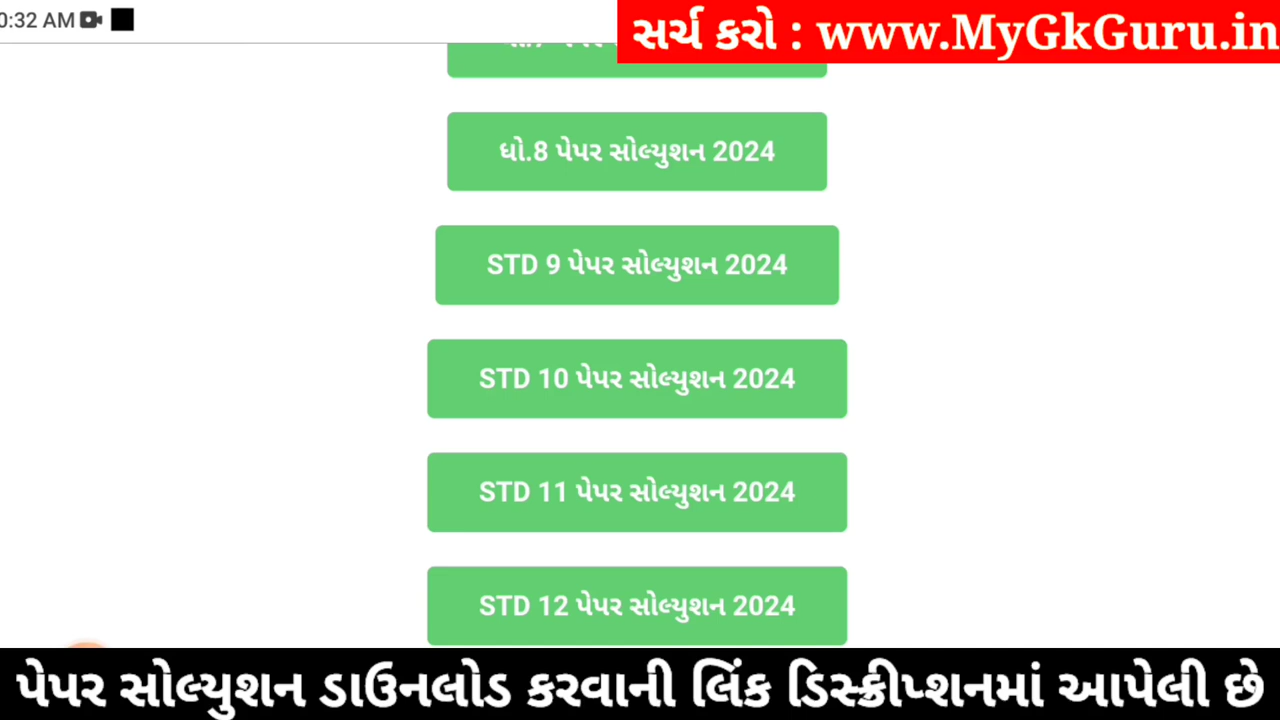 0:32 AM
સર્ચ કરો : www.MyGkGuru.in
ધો.8 પેપર સોલ્યુશન 2024
STD 9 પેપર સોલ્યુશન 2024
STD 10 પેપર સોલ્યુશન 2024
STD 11 પેપર સોલ્યુશન 2024
STD 12 પેપર સોલ્યુશન 2024
પેપર સોલ્યુશન ડાઉનલોડ કરવાની લિંક ડિસ્ક્રીપ્શનમાં આપેલી છે